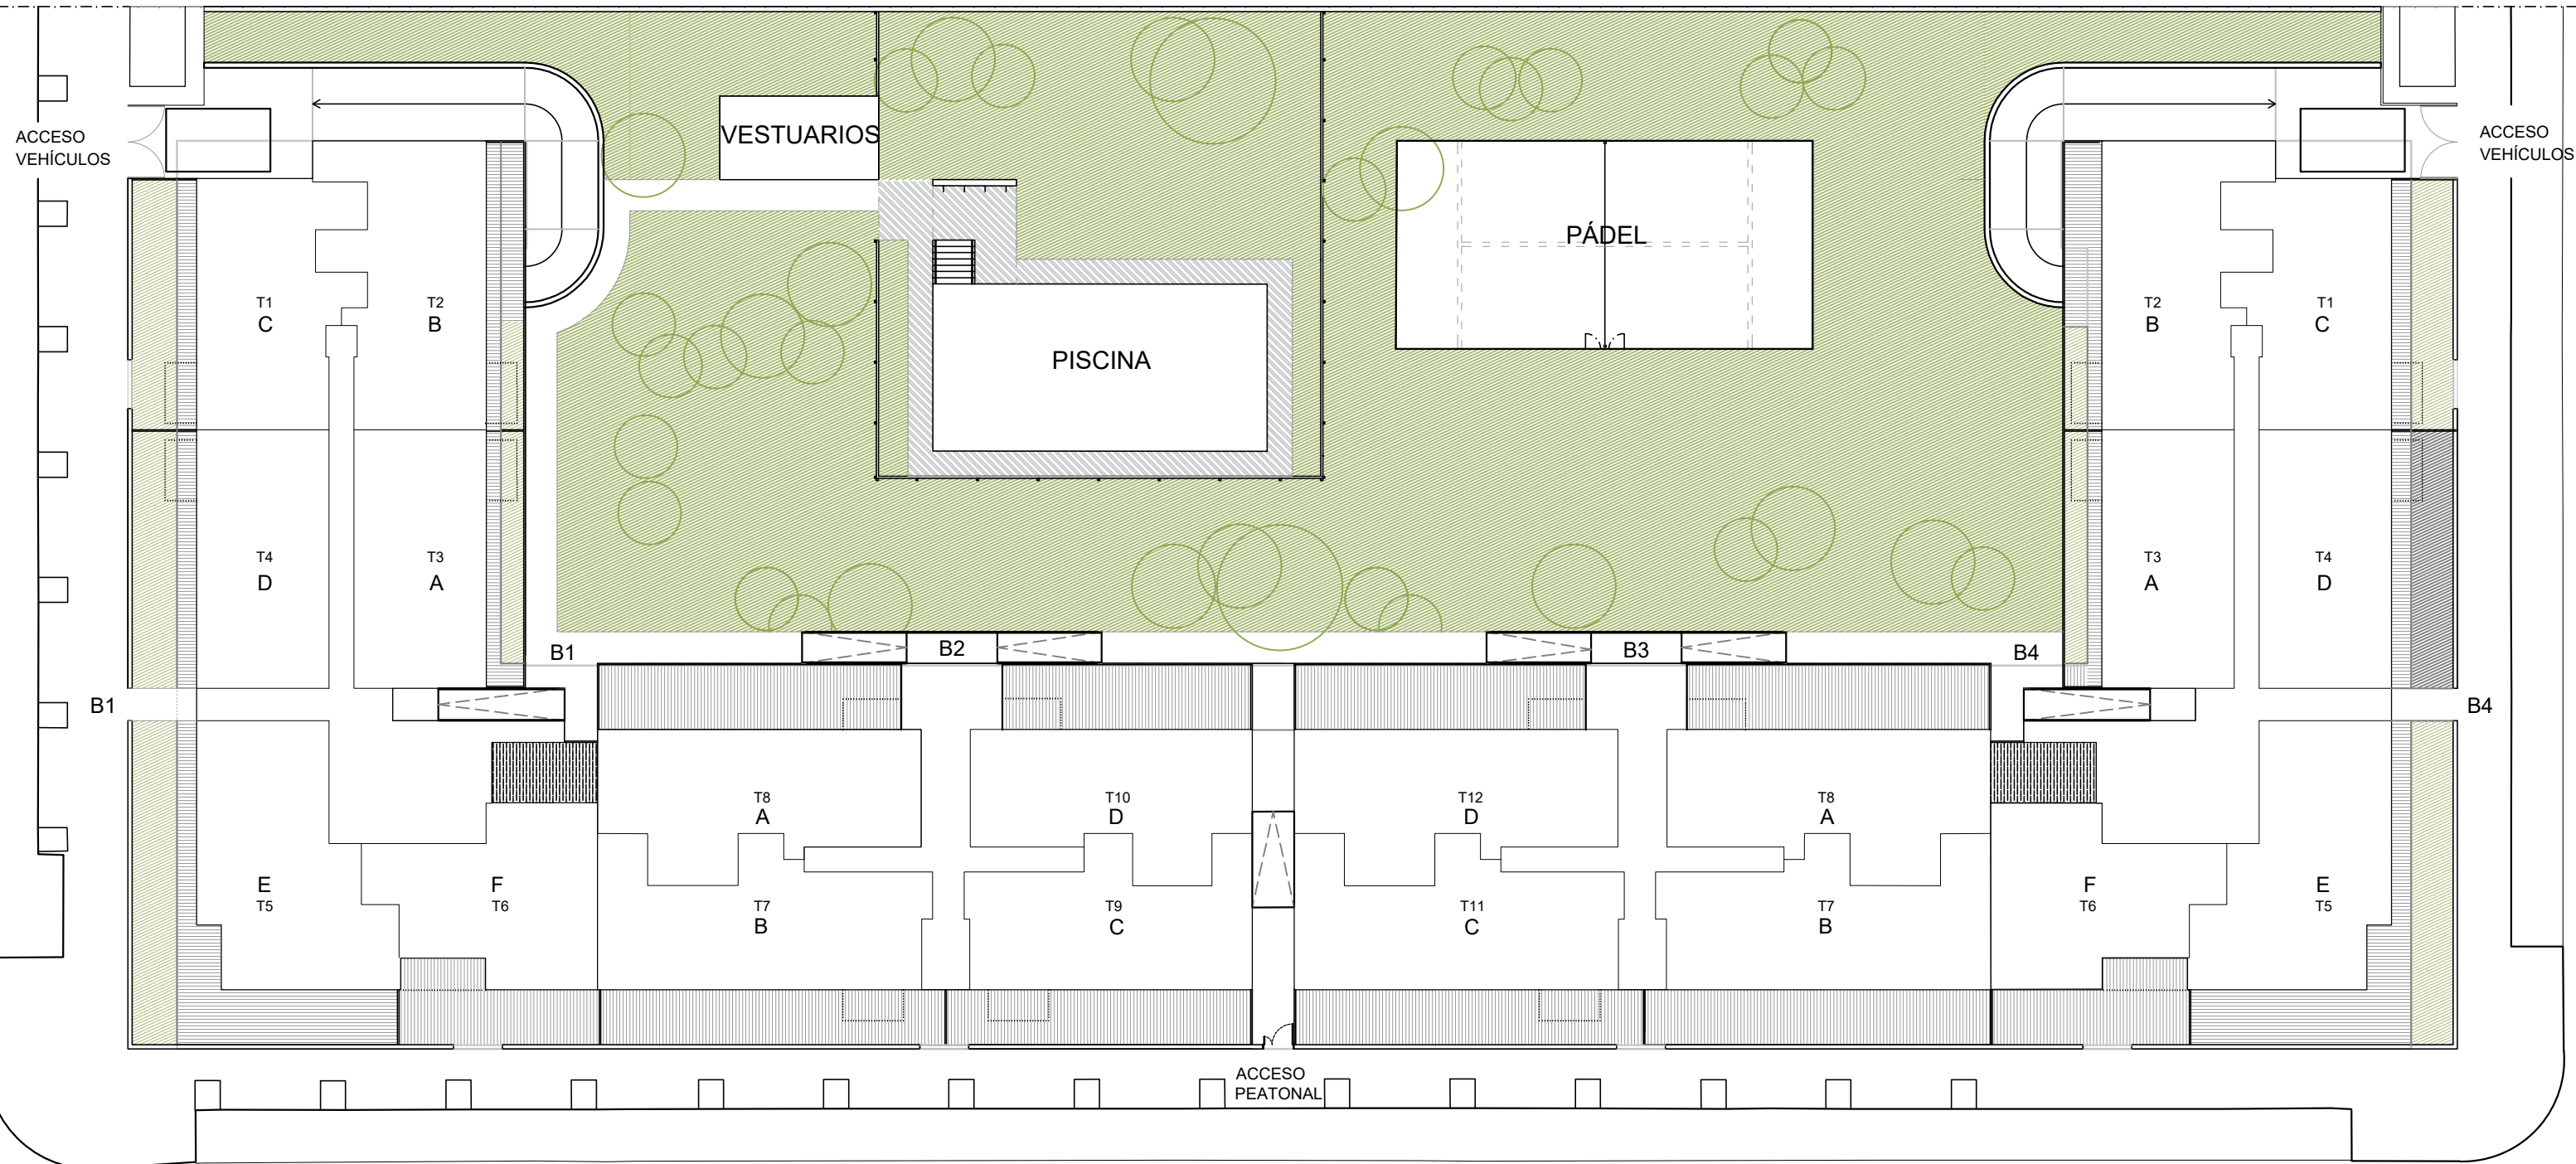 ACCESO
VEHÍCULOS
VESTUARIOS
PÁDEL
ACCESO
VEHÍCULOS
T1
C
T2
B
PISCINA
T2
B
T1
C
T4
D
T3
A
T3
A
T4
D
B1
B2
B3
B4
B1
B4
T8
A
T10
D
T12
D
T8
A
E
T5
F
T6
T7
B
T9
C
T11
C
T7
B
F
T6
E
T5
ACCESO
PEATONAL